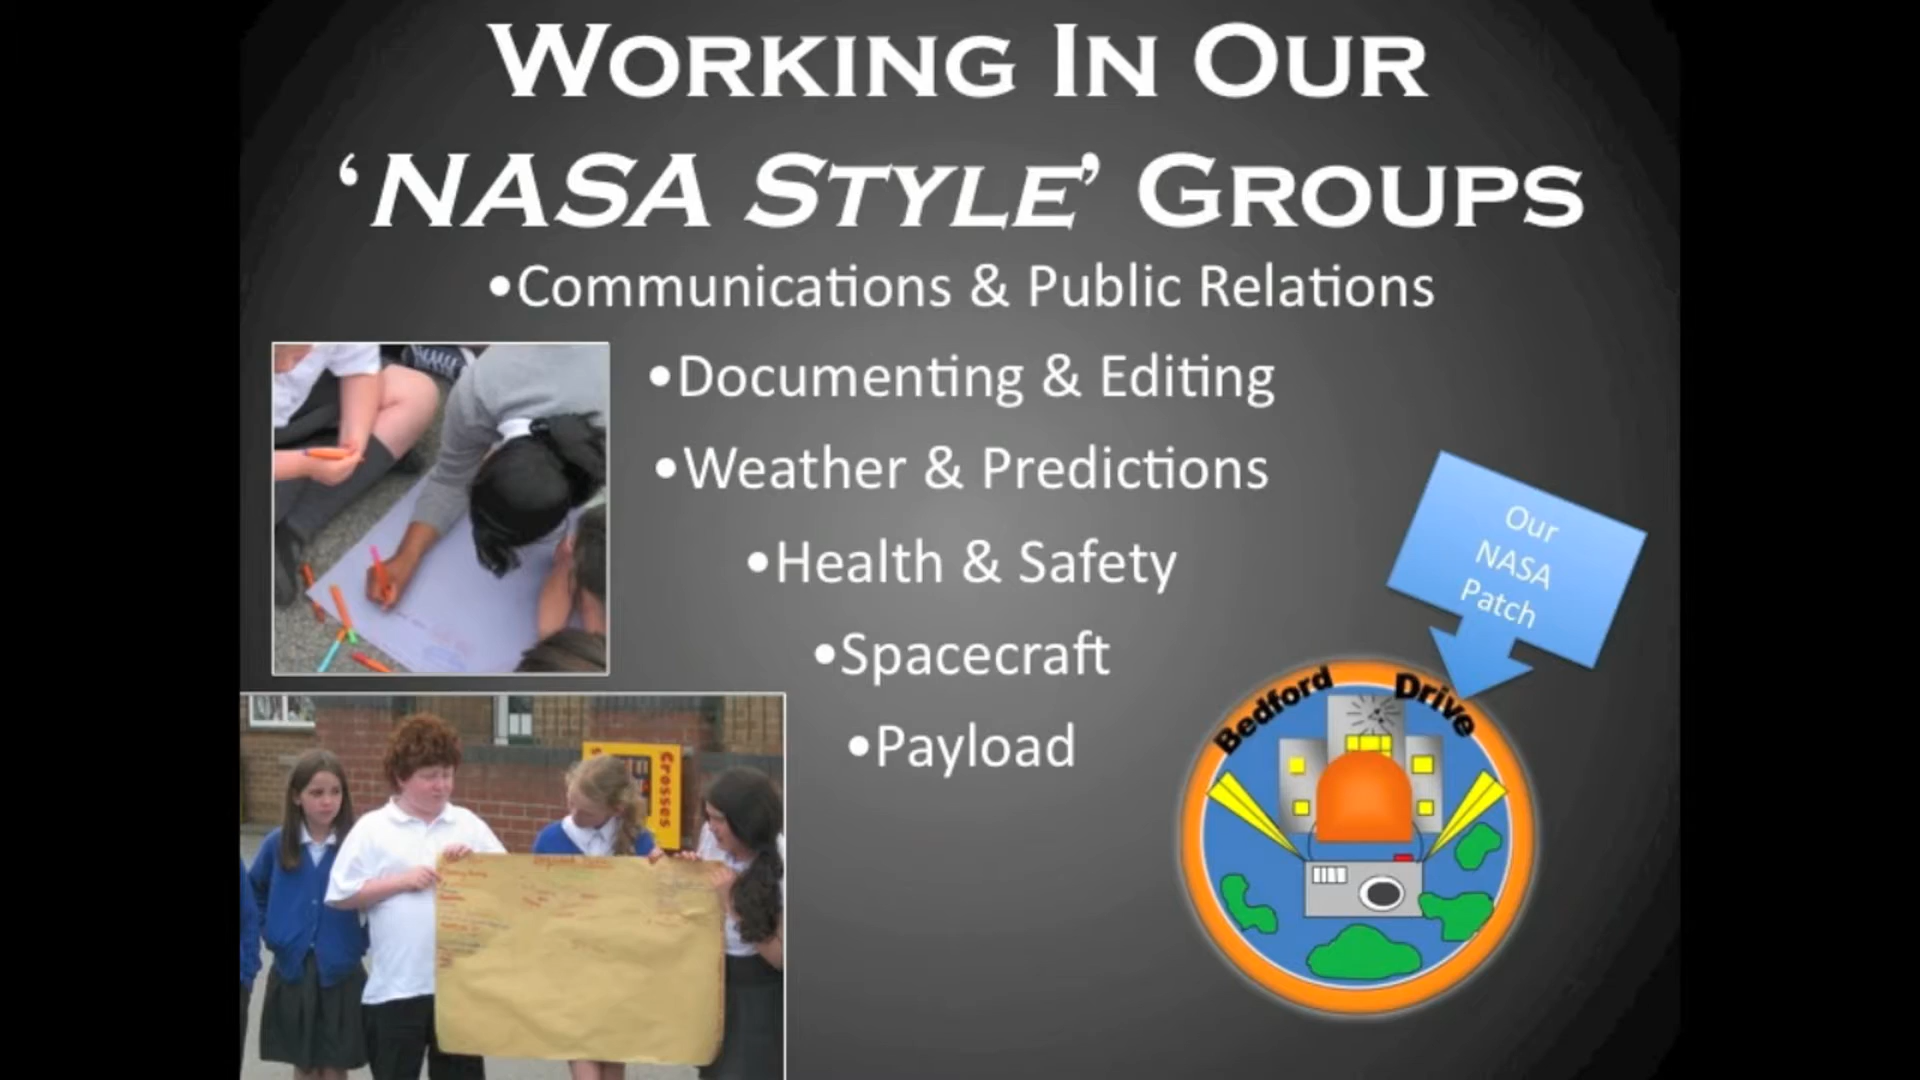 WORKING IN OUR
‘NASA STYLE’ GROUPS
•Communications & Public Relations
•Documenting & Editing
•Weather & Predictions
•Health & Safety
•Spacecraft
•Payload
Our
NASA
Patch
Bedford Drive
Crosses